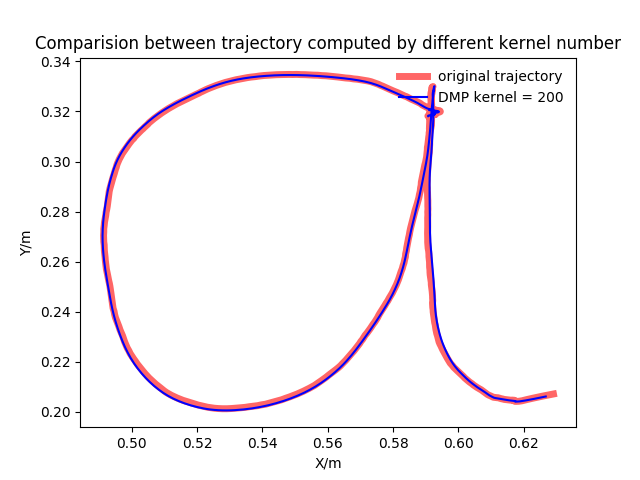 Comparision between trajectory computed by different kernel number
original trajectory
DMP kernel = 200
0.34
0.32
0.30
0.28
0.26
0.24
0.22
0.20
Y/m
0.50 0.52 0.54 0.56 0.58 0.60 0.62
X/m